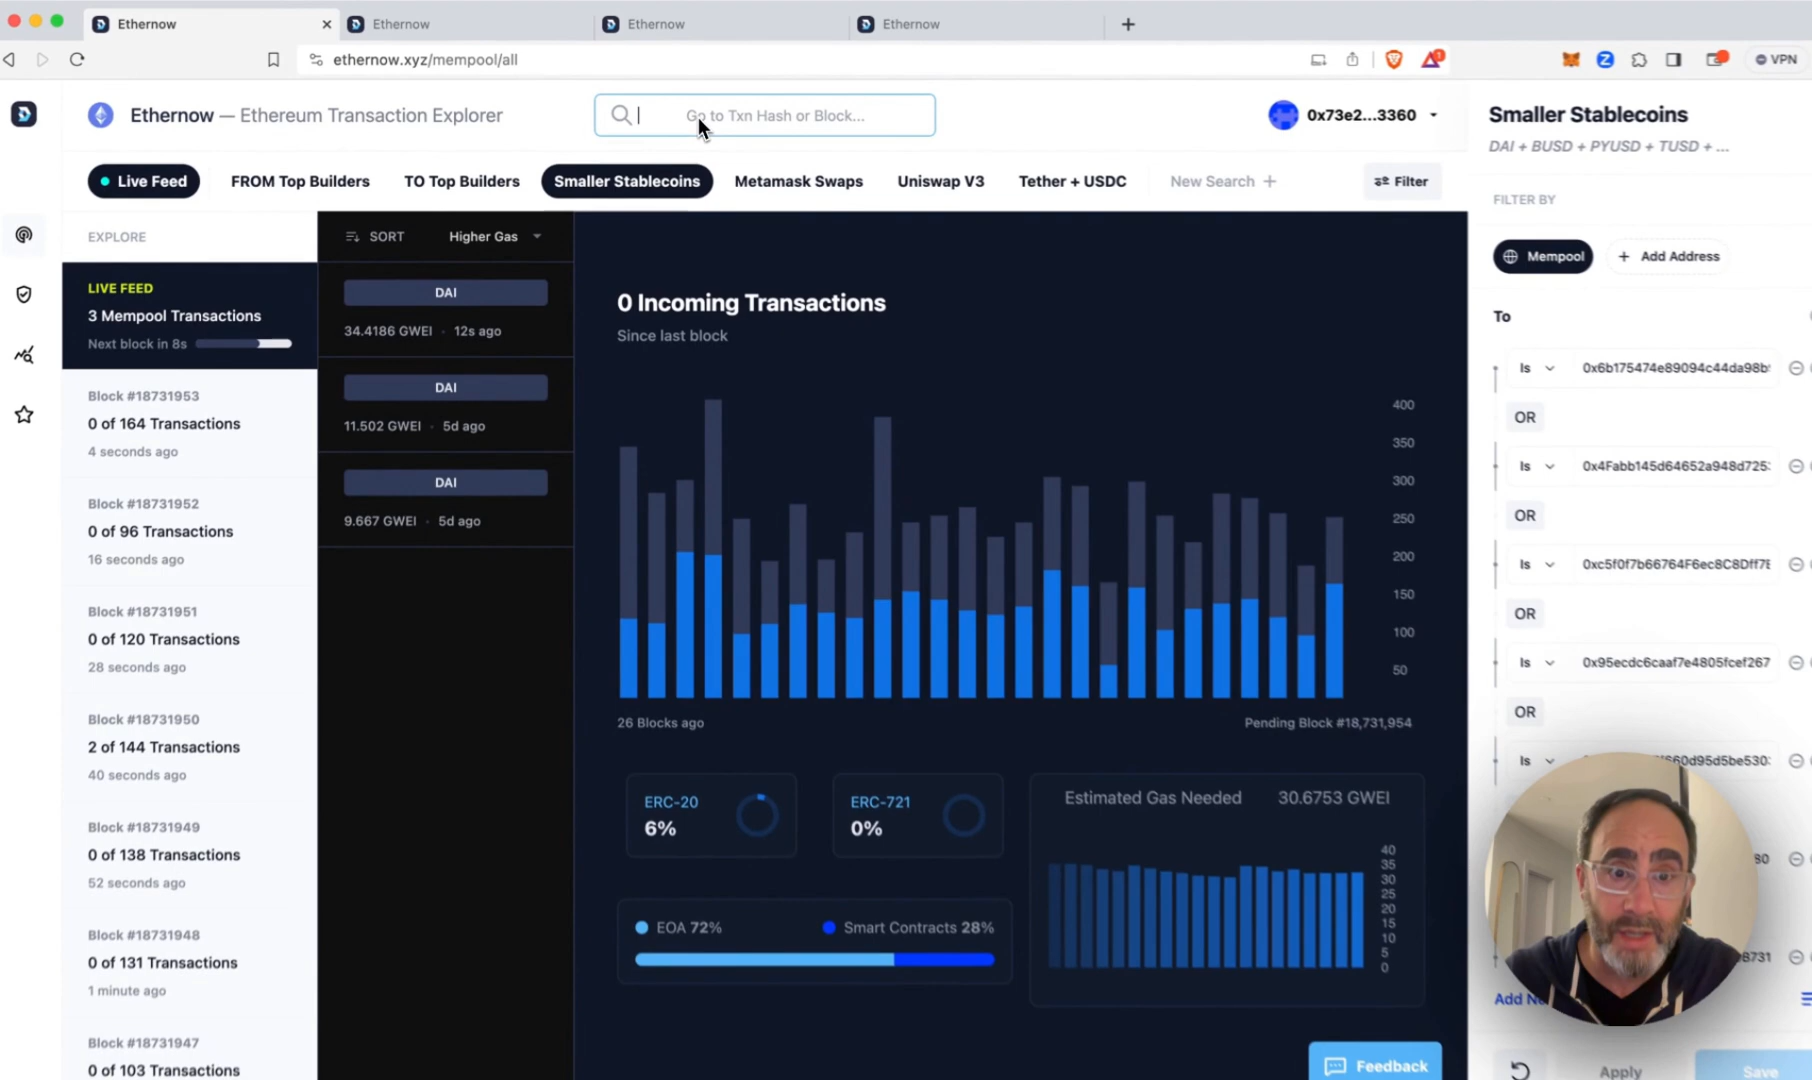 Ethernow
Ethernow
Ethernow
Ethernow
ethernow.xyz/mempool/all
VPN
Ethernow — Ethereum Transaction Explorer
Go to Txn Hash or Block...
0x73e2...3360
Live Feed
FROM Top Builders
TO Top Builders
Smaller Stablecoins
Metamask Swaps
Uniswap V3
Tether + USDC
New Search +
Filter
EXPLORE
LIVE FEED
3 Mempool Transactions
Next block in 8s
Block #18731953
0 of 164 Transactions
4 seconds ago
Block #18731952
0 of 96 Transactions
16 seconds ago
Block #18731951
0 of 120 Transactions
28 seconds ago
Block #18731950
2 of 144 Transactions
40 seconds ago
Block #18731949
0 of 138 Transactions
52 seconds ago
Block #18731948
0 of 131 Transactions
1 minute ago
Block #18731947
0 of 103 Transactions
SORT
Higher Gas
DAI
34.4186 GWEI · 12s ago
DAI
11.502 GWEI · 5d ago
DAI
9.667 GWEI · 5d ago
0 Incoming Transactions
Since last block
400
350
300
250
200
150
100
50
26 Blocks ago
Pending Block #18,731,954
ERC-20
6%
ERC-721
0%
EOA 72%
Smart Contracts 28%
Estimated Gas Needed
30.6753 GWEI
40
35
30
25
20
15
10
5
0
Feedback
Smaller Stablecoins
DAI + BUSD + PYUSD + TUSD + ...
FILTER BY
Mempool
+ Add Address
To
Is
0x6b175474e89094c44da98b
OR
Is
0x4Fabb145d64652a948d725
OR
Is
0xc5f0f7b66764F6ec8C8Dff7
OR
Is
0x95ecdc6caaf7e4805fcef267
OR
Is
f660d95d5be530
80
8731
Add
Apply
Save